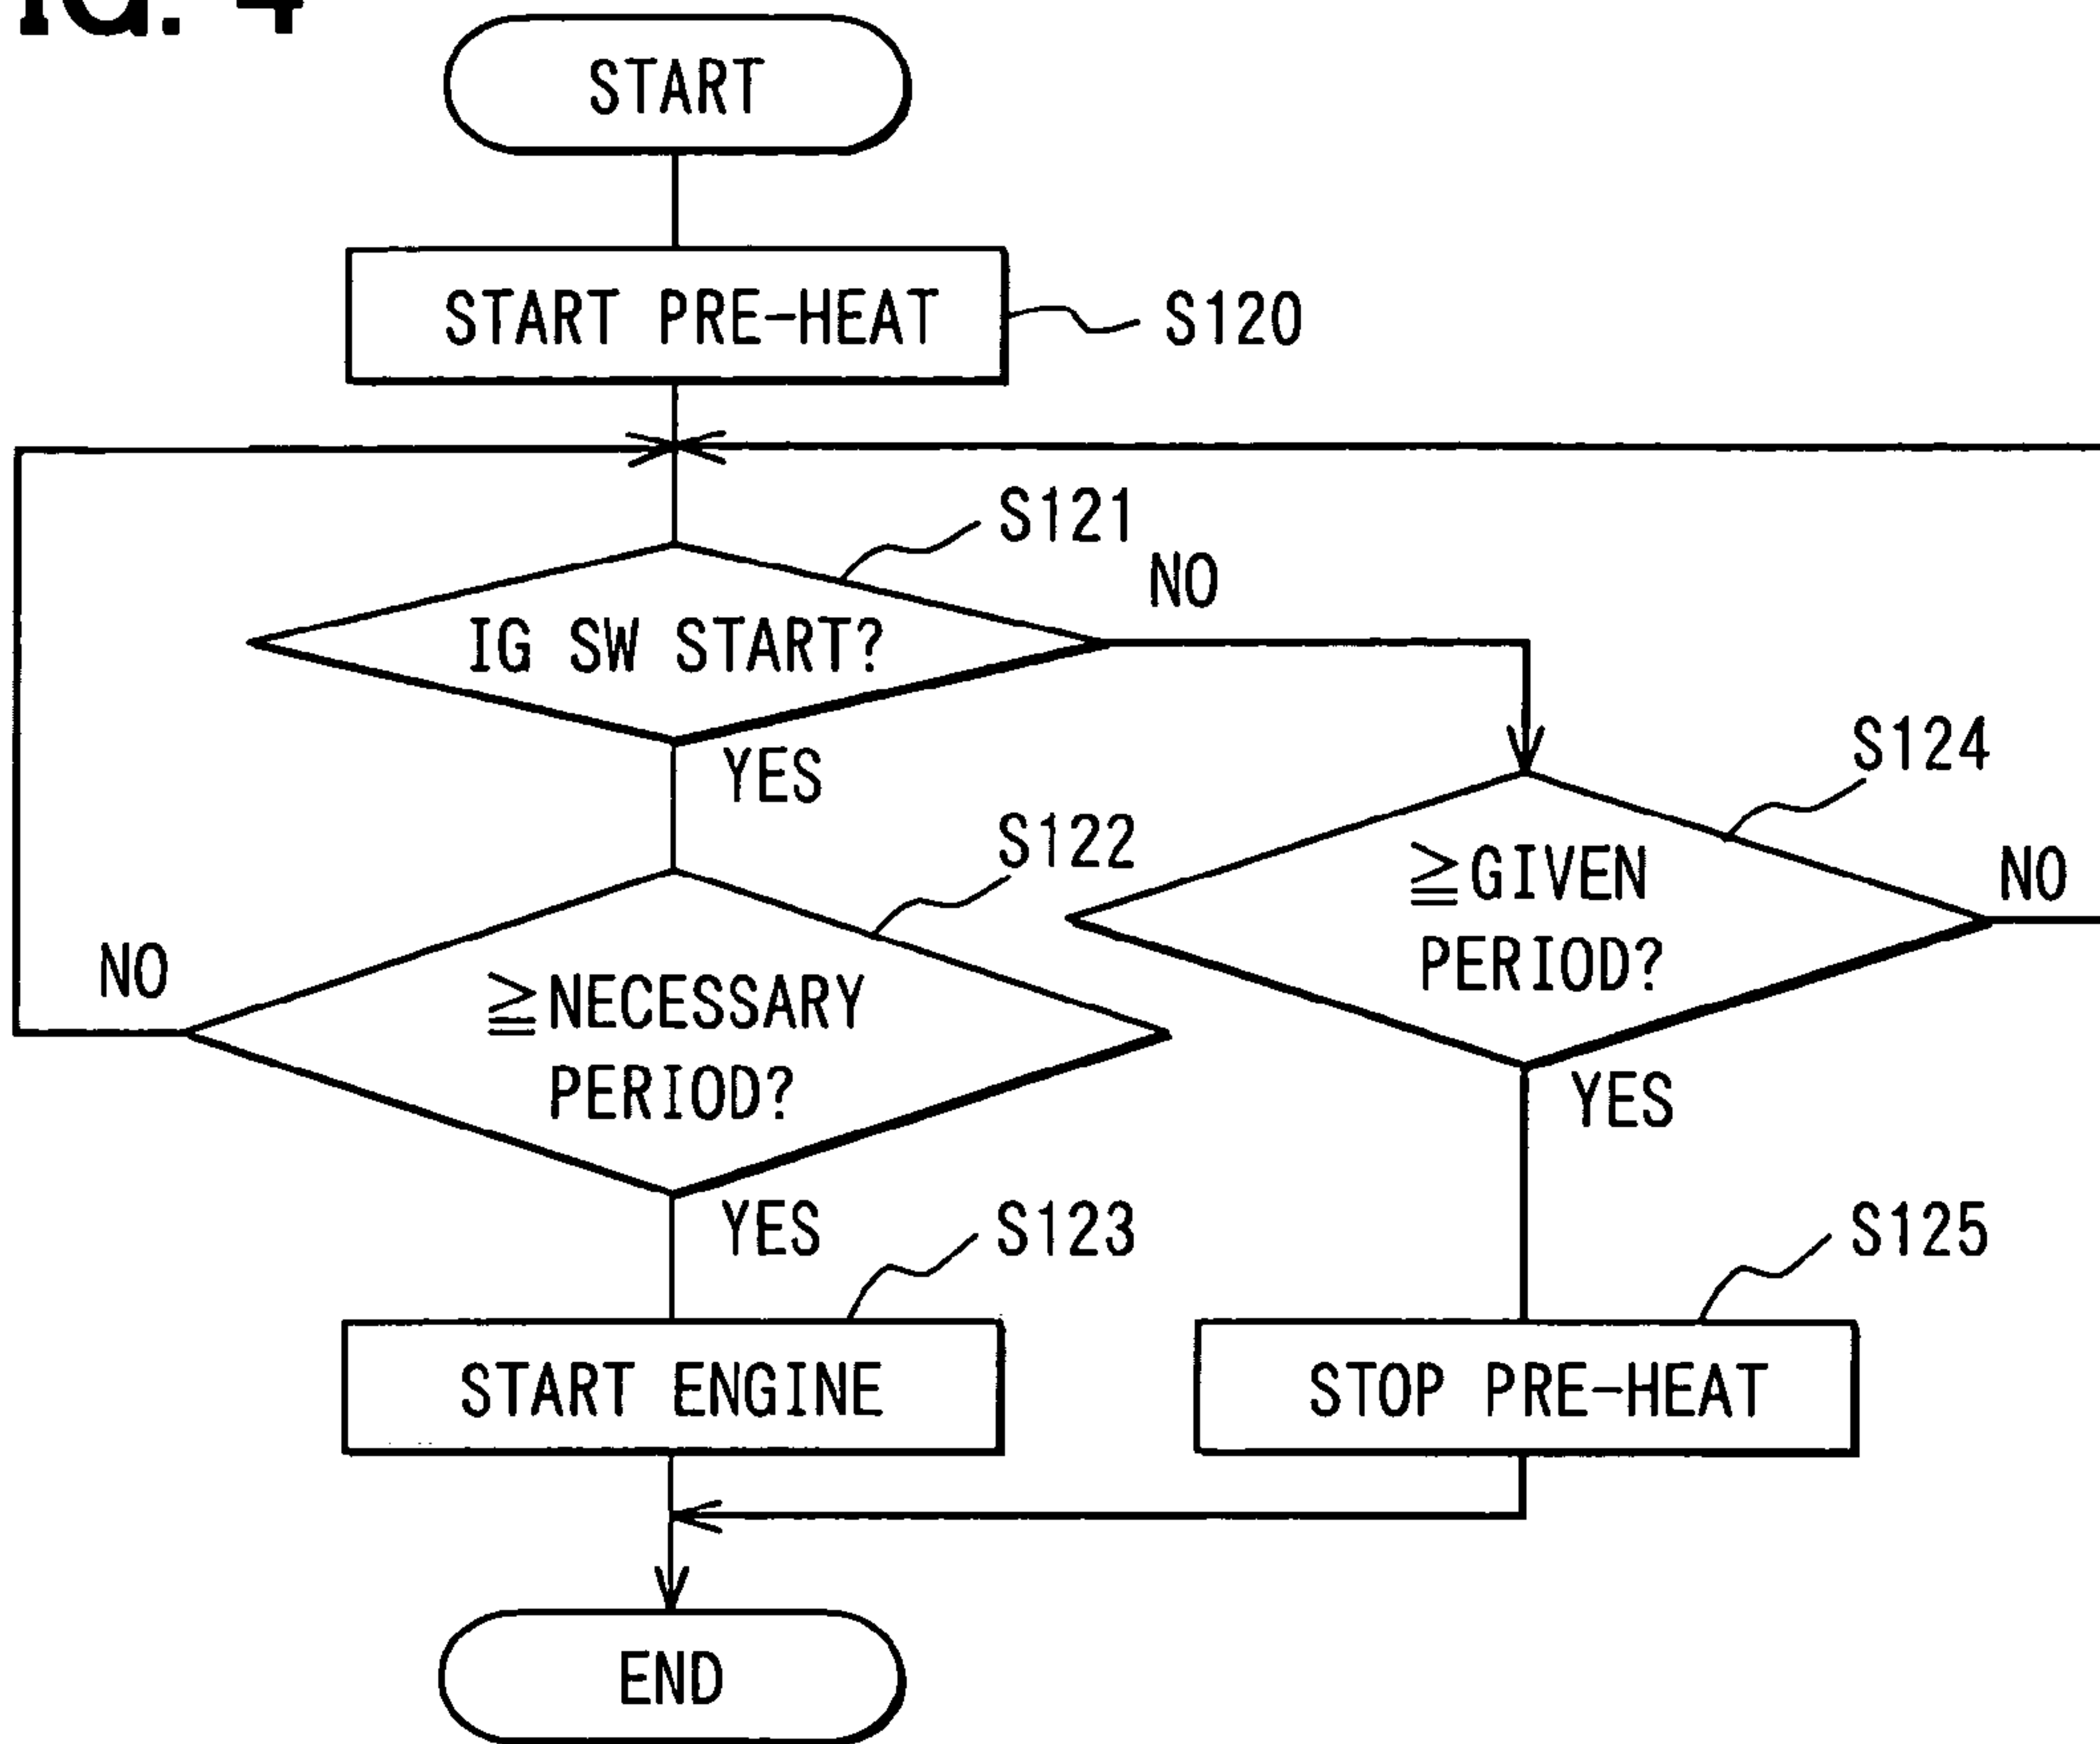 START
START PRE-HEAT
S120
S121
NO
IG SW START?
YES
S124
S122
≧GIVEN
PERIOD?
NO
NO
≧NECESSARY
PERIOD?
YES
YES
S123
S125
START ENGINE
STOP PRE-HEAT
END